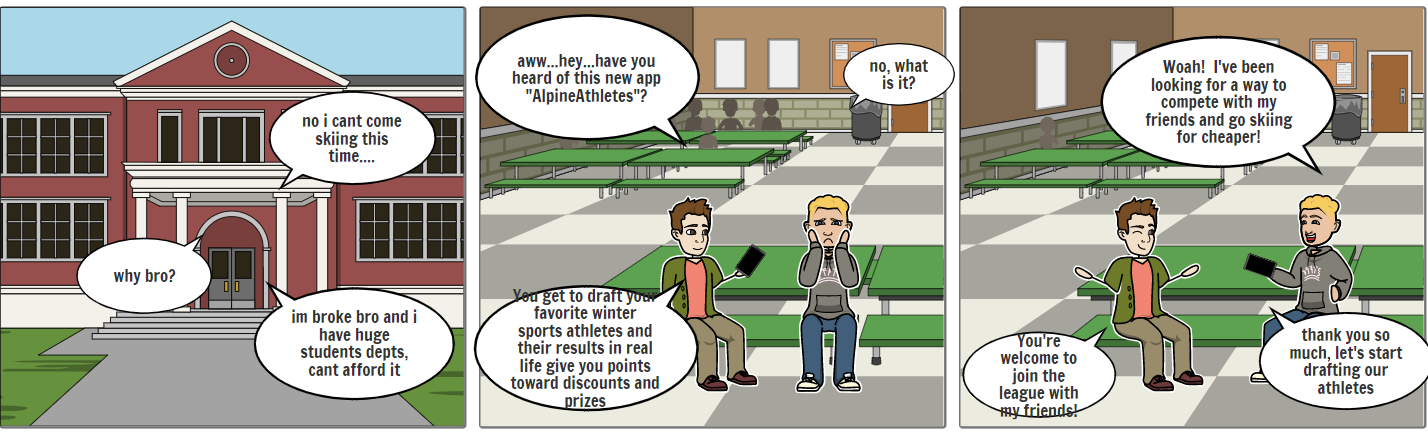 no i cant come
skiing this
time....
why bro?
im broke bro and i
have huge
students depts,
cant afford it
aww...hey...have you
heard of this new app
"AlpineAthletes"?
no, what
is it?
You get to draft your
favorite winter
sports athletes and
their results in real
life give you points
toward discounts and
prizes
Woah! I've been
looking for a way to
compete with my
friends and go skiing
for cheaper!
You're
welcome to
join the
league with
my friends!
thank you so
much, let's start
drafting our
athletes